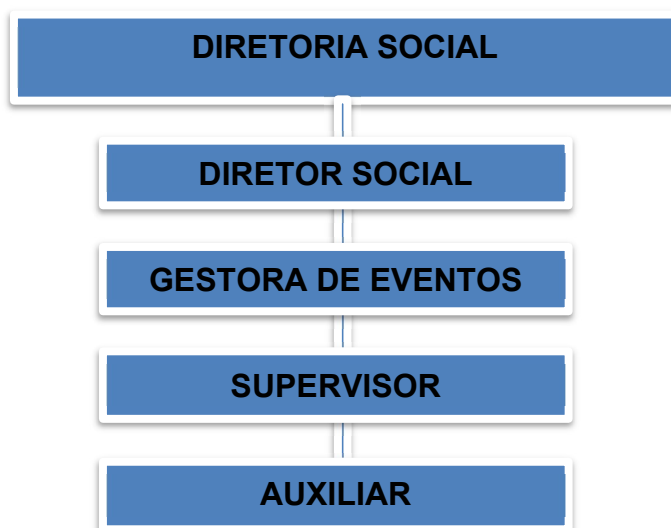 DIRETORIA SOCIAL
DIRETOR SOCIAL
GESTORA DE EVENTOS
SUPERVISOR
AUXILIAR